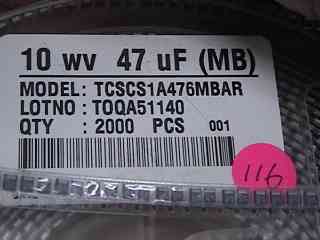 10 wv 47 uF (MB)
MODEL: TCSCS1A476MBAR
LOTNO : TOQA51140
QTY : 2000 PCS 001
116